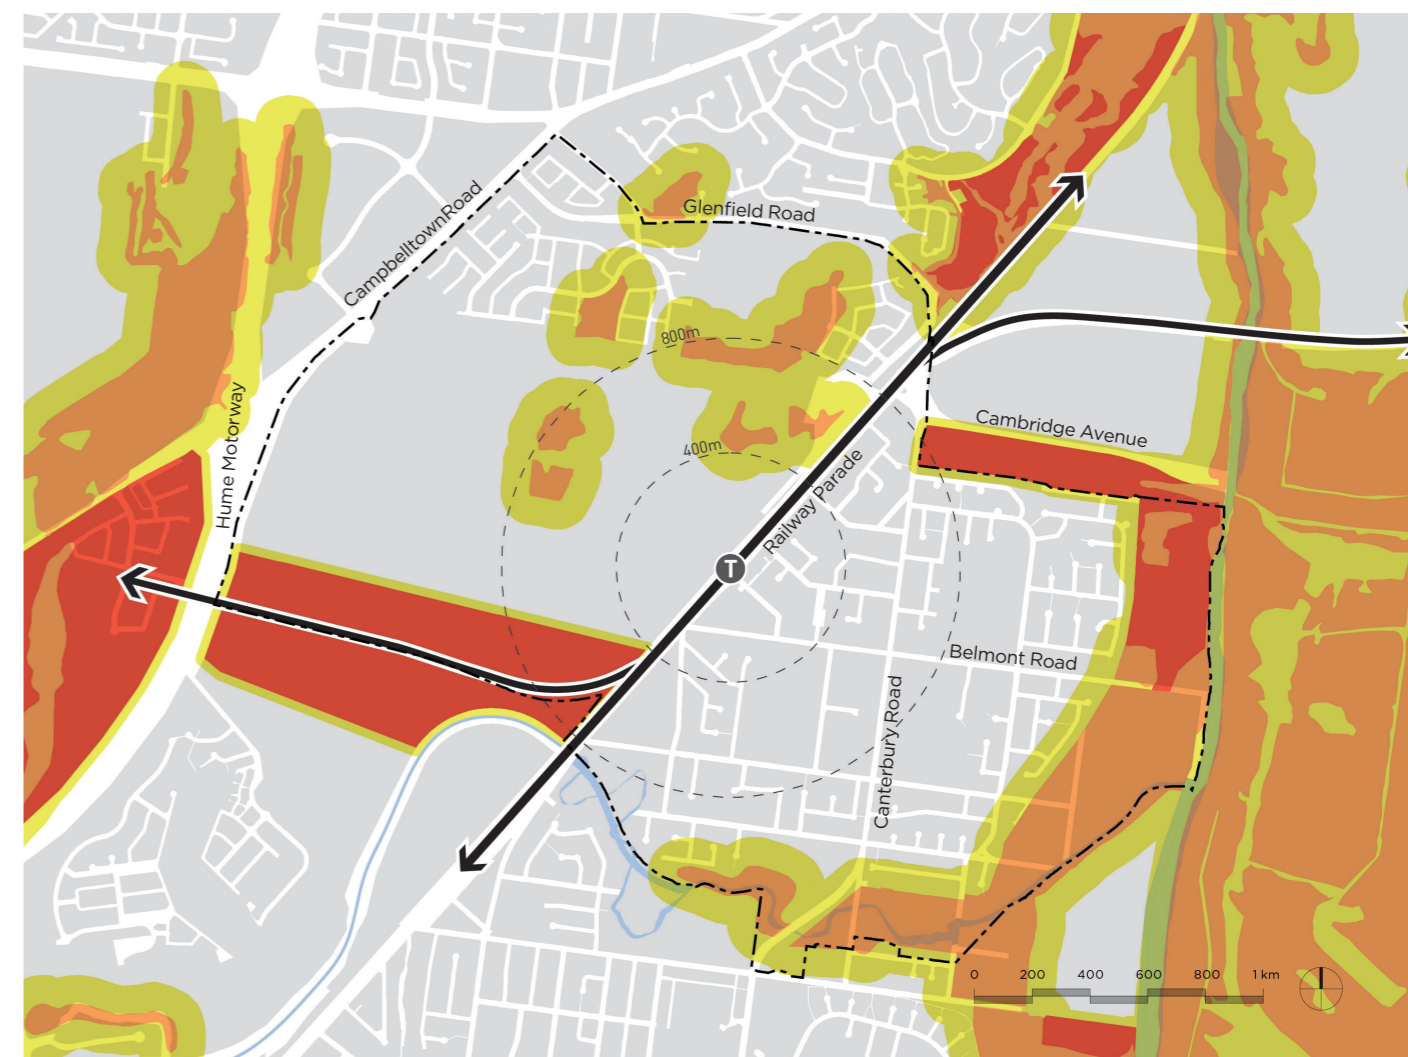 Glenfield Road
CampbelltownRoad
800m
Hume Motorway
Cambridge Avenue
400m
Railway Parade
T
Belmont Road
Canterbury Road
0 200 400 600 800 1 km